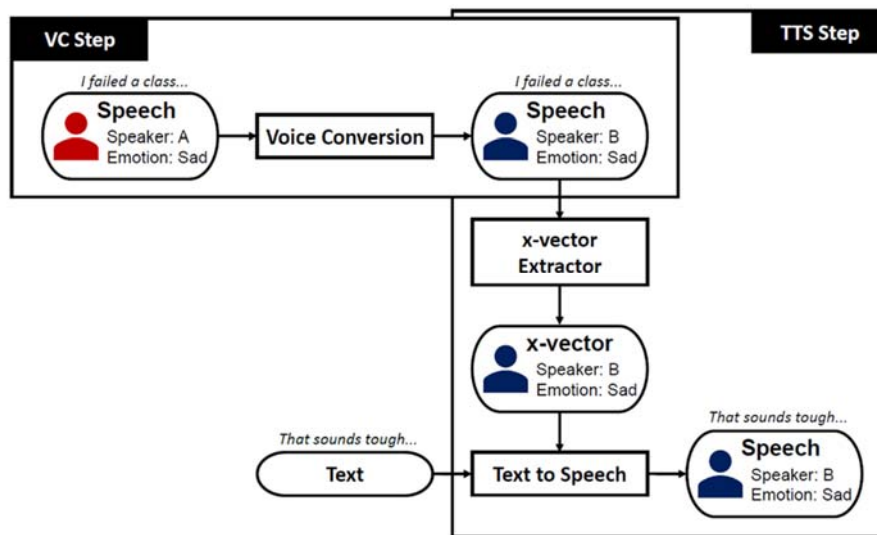 VC Step
TTS Step
I failed a class...
Speech
Speaker: A
Emotion: Sad
Voice Conversion
I failed a class...
Speech
Speaker: B
Emotion: Sad
x-vector
Extractor
x-vector
Speaker: B
Emotion: Sad
That sounds tough...
Text
Text to Speech
That sounds tough...
Speech
Speaker: B
Emotion: Sad